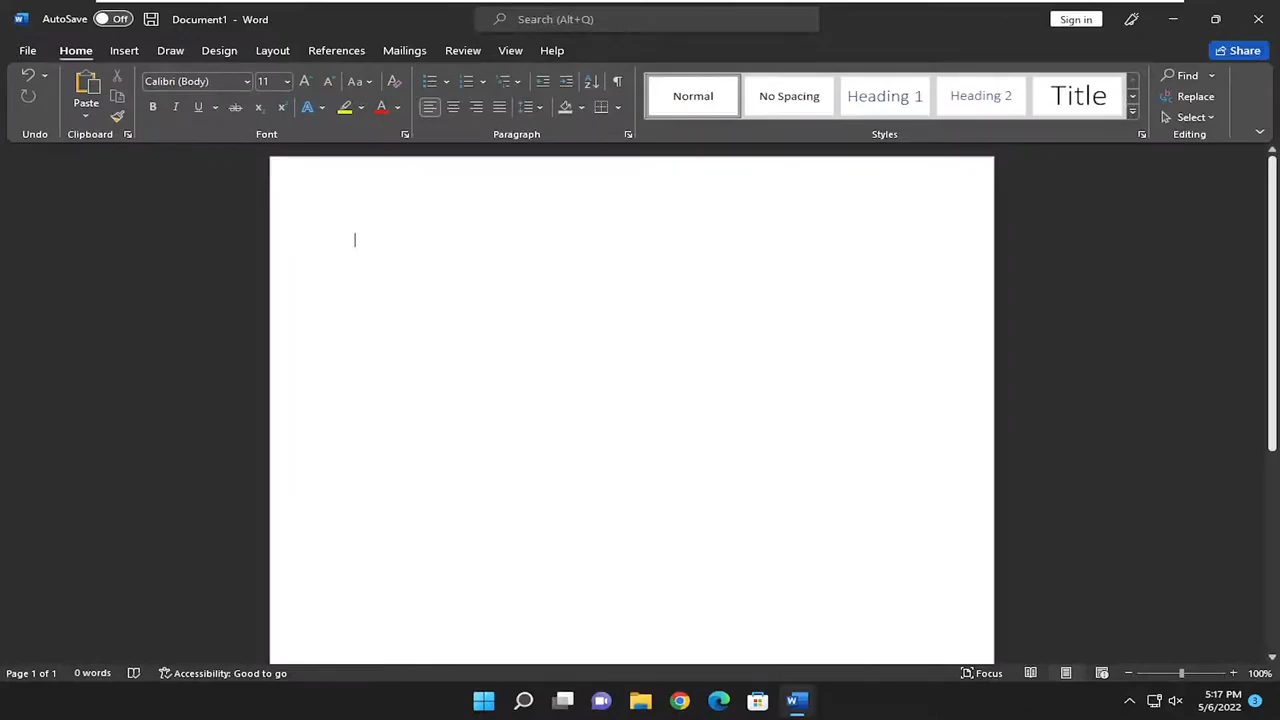 AutoSave Off Document1 - Word Search (Alt+Q) Sign in
File Home Insert Draw Design Layout References Mailings Review View Help Share
Calibri (Body) 11 Aa Normal No Spacing Heading 1 Heading 2 Title Find
Paste Replace
B I U ab x x A A Select
Undo Clipboard Font Paragraph Styles Editing
Page 1 of 1 0 words Accessibility: Good to go Focus 100%
5:17 PM
5/6/2022 3